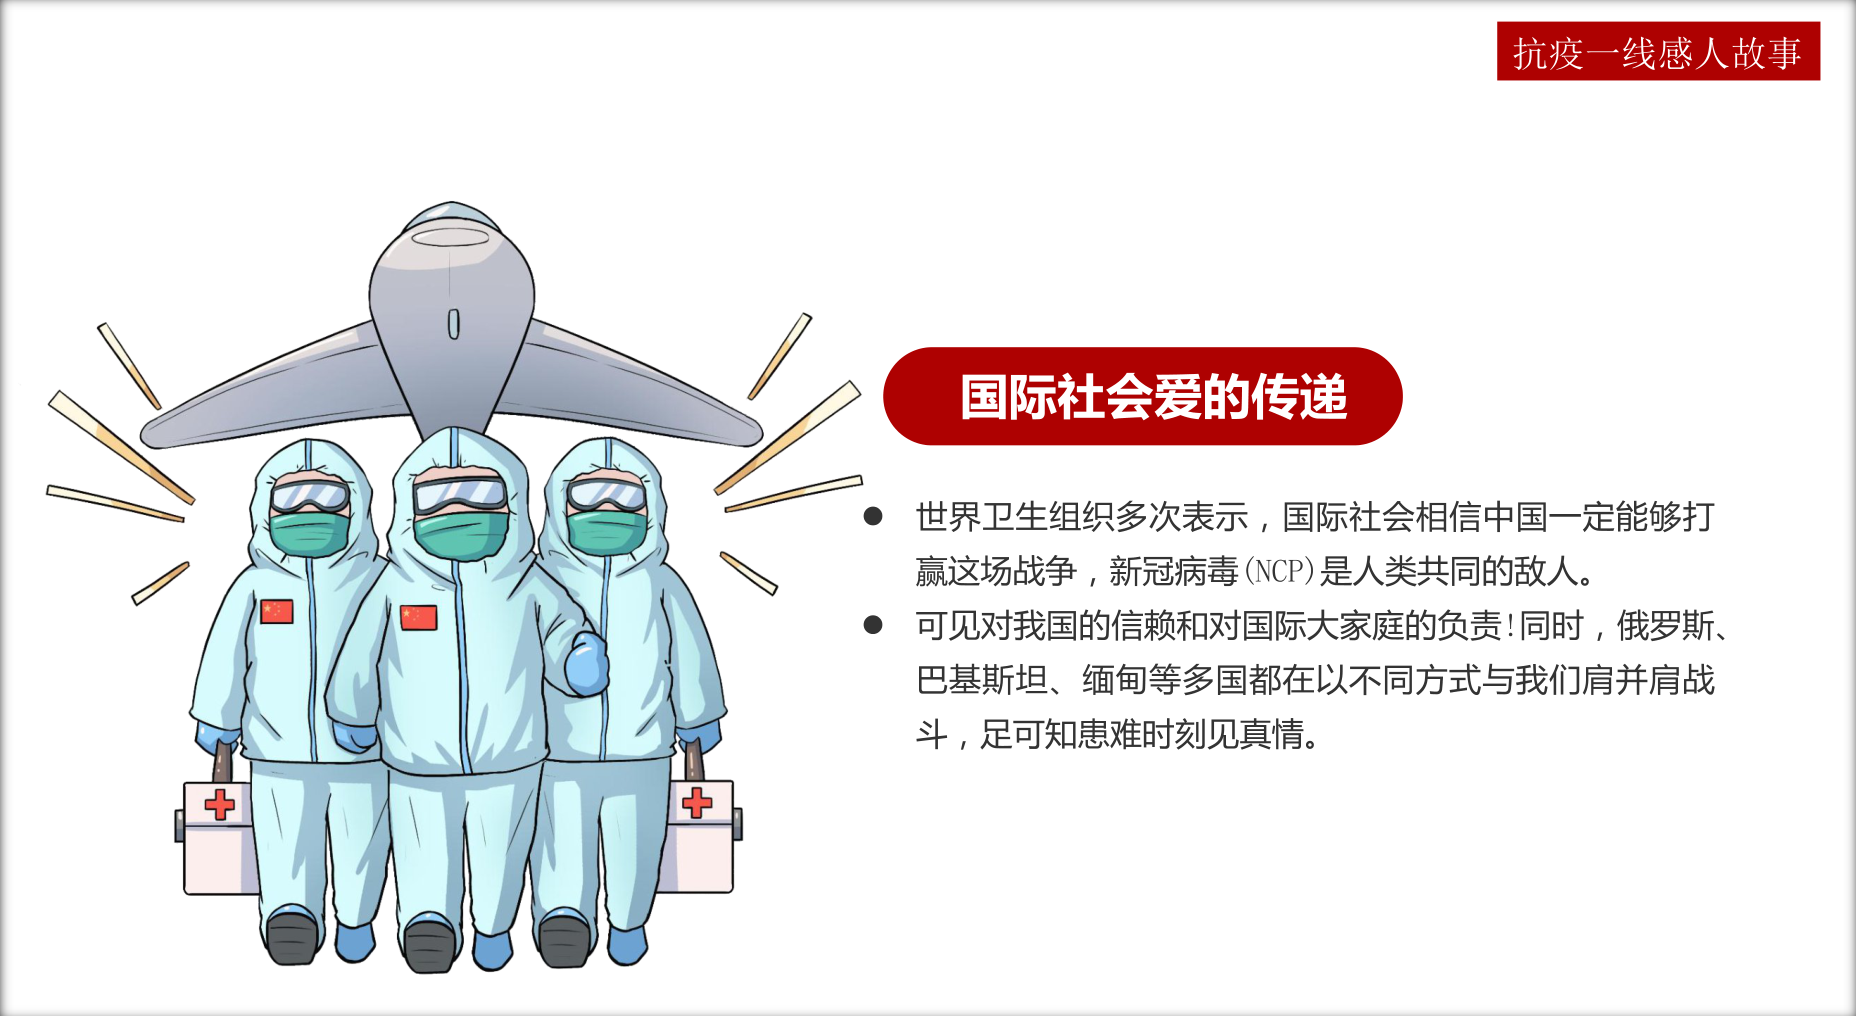 抗疫一线感人故事
国际社会爱的传递
世界卫生组织多次表示，国际社会相信中国一定能够打
赢这场战争，新冠病毒(NCP)是人类共同的敌人。
可见对我国的信赖和对国际大家庭的负责!同时，俄罗斯、
巴基斯坦、缅甸等多国都在以不同方式与我们肩并肩战
斗，足可知患难时刻见真情。